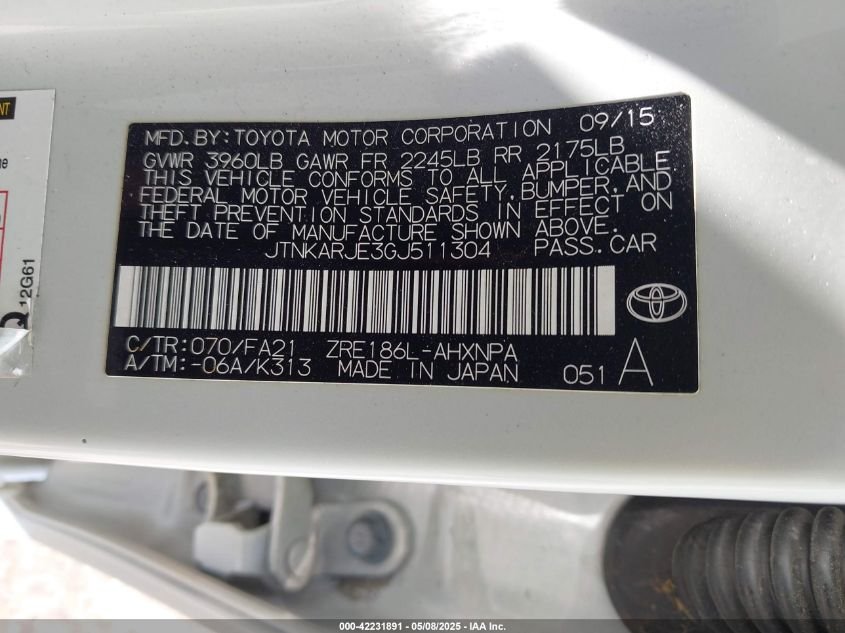 NT
me
Q 12G61
MFD.BY:TOYOTA MOTOR CORPORATION 09/15
GVWR 3960LB GAWR FR 2245LB RR 2175LB
THIS VEHICLE CONFORMS TO ALL APPLICABLE
FEDERAL MOTOR VEHICLE SAFETY,BUMPER,AND
THEFT PREVENTION STANDARDS IN EFFECT ON
THE DATE OF MANUFACTURE SHOWN ABOVE.
JTNKARJE3GJ511304 PASS.CAR
C/TR:070/FA21 ZRE186L-AHXNPA
A/TM:-06A/K313 MADE IN JAPAN 051 A
000-42231891 - 05/08/2025 - IAA Inc.